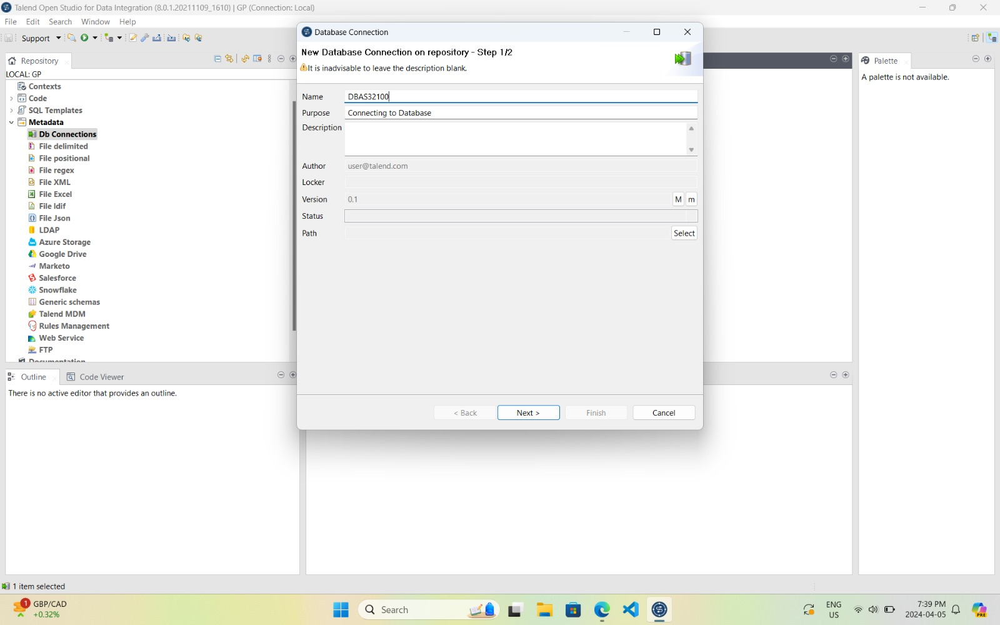 Talend Open Studio for Data Integration (8.0.1.20211109_1610) | GP (Connection: Local)
File Edit Search Window Help
Support
Repository
LOCAL: GP
Contexts
Code
SQL Templates
Metadata
Db Connections
File delimited
File positional
File regex
File XML
File Excel
File ldif
File Json
LDAP
Azure Storage
Google Drive
Marketo
Salesforce
Snowflake
Generic schemas
Talend MDM
Rules Management
Web Service
FTP
Documentation
Outline
Code Viewer
There is no active editor that provides an outline.
Database Connection
New Database Connection on repository - Step 1/2
It is inadvisable to leave the description blank.
Name DBAS32100
Purpose Connecting to Database
Description
Author user@talend.com
Locker
Version 0.1 M m
Status
Path Select
< Back Next > Finish Cancel
Palette
A palette is not available.
1 item selected
1
GBP/CAD
+0.32%
Search
ENG
US
7:39 PM
2024-04-05
PRE